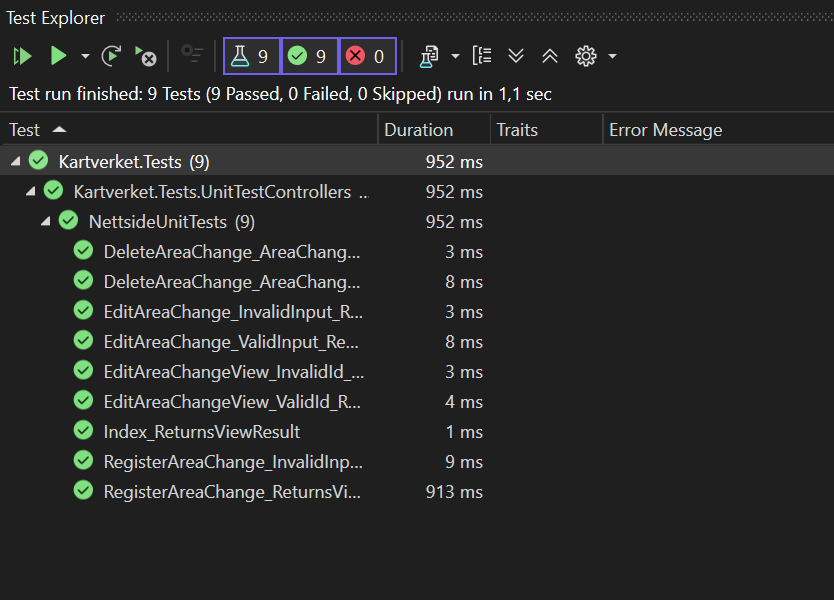 Test Explorer
9 9 0
Test run finished: 9 Tests (9 Passed, 0 Failed, 0 Skipped) run in 1,1 sec
Test Duration Traits Error Message
Kartverket.Tests (9) 952 ms
Kartverket.Tests.UnitTestControllers ... 952 ms
NettsideUnitTests (9) 952 ms
DeleteAreaChange_AreaChang... 3 ms
DeleteAreaChange_AreaChang... 8 ms
EditAreaChange_InvalidInput_R... 3 ms
EditAreaChange_ValidInput_Re... 8 ms
EditAreaChangeView_InvalidId_... 3 ms
EditAreaChangeView_ValidId_R... 4 ms
Index_ReturnsViewResult 1 ms
RegisterAreaChange_InvalidInp... 9 ms
RegisterAreaChange_ReturnsVi... 913 ms